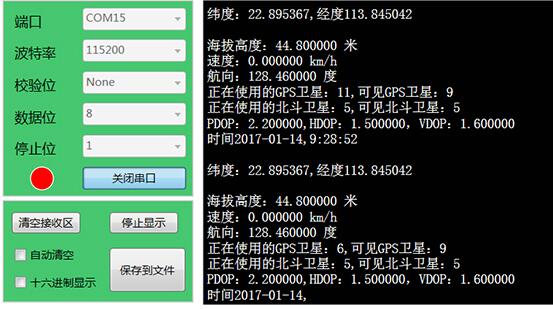 端口
COM15
波特率
115200
校验位
None
数据位
8
停止位
1
关闭串口
清空接收区
停止显示
自动清空
十六进制显示
保存到文件
纬度：22.895367,经度113.845042
海拔高度：44.800000 米
速度：0.000000 km/h
航向：128.460000 度
正在使用的GPS卫星：11,可见GPS卫星：9
正在使用的北斗卫星：5,可见北斗卫星：5
PDOP：2.200000,HDOP：1.500000，VDOP：1.600000
时间2017-01-14,9:28:52
纬度：22.895367,经度113.845042
海拔高度：44.800000 米
速度：0.000000 km/h
航向：128.460000 度
正在使用的GPS卫星：6,可见GPS卫星：9
正在使用的北斗卫星：5,可见北斗卫星：5
PDOP：2.200000,HDOP：1.500000，VDOP：1.600000
时间2017-01-14,